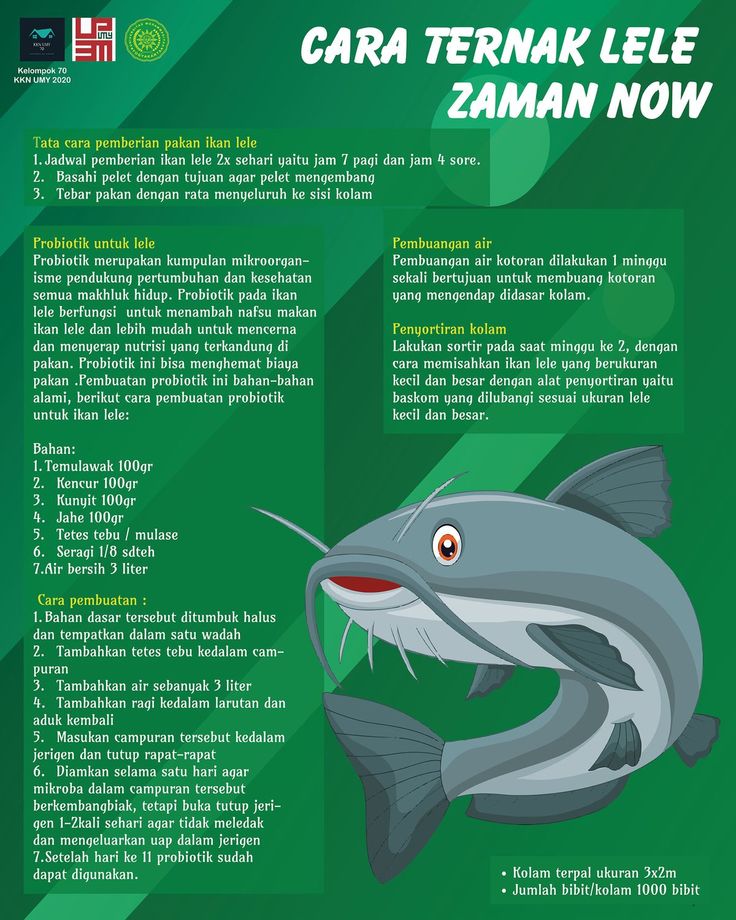 KKN UMY
70
Kelompok 70
KKN UMY 2020
CARA TERNAK LELE
ZAMAN NOW
Tata cara pemberian pakan ikan lele
1. Jadwal pemberian ikan lele 2x sehari yaitu jam 7 pagi dan jam 4 sore.
2. Basahi pelet dengan tujuan agar pelet mengembang
3. Tebar pakan dengan rata menyeluruh ke sisi kolam
Probiotik untuk lele
Probiotik merupakan kumpulan mikroorgan-
isme pendukung pertumbuhan dan kesehatan
semua makhluk hidup. Probiotik pada ikan
lele berfungsi untuk menambah nafsu makan
ikan lele dan lebih mudah untuk mencerna
dan menyerap nutrisi yang terkandung di
pakan. Probiotik ini bisa menghemat biaya
pakan .Pembuatan probiotik ini bahan-bahan
alami, berikut cara pembuatan probiotik
untuk ikan lele:
Bahan:
1. Temulawak 100gr
2. Kencur 100gr
3. Kunyit 100gr
4. Jahe 100gr
5. Tetes tebu / mulase
6. Seragi 1/8 sdteh
7.Air bersih 3 liter
Cara pembuatan :
1. Bahan dasar tersebut ditumbuk halus
dan tempatkan dalam satu wadah
2. Tambahkan tetes tebu kedalam cam-
puran
3. Tambahkan air sebanyak 3 liter
4. Tambahkan ragi kedalam larutan dan
aduk kembali
5. Masukan campuran tersebut kedalam
jerigen dan tutup rapat-rapat
6. Diamkan selama satu hari agar
mikroba dalam campuran tersebut
berkembangbiak, tetapi buka tutup jeri-
gen 1-2kali sehari agar tidak meledak
dan mengeluarkan uap dalam jerigen
7.Setelah hari ke 11 probiotik sudah
dapat digunakan.
Pembuangan air
Pembuangan air kotoran dilakukan 1 minggu
sekali bertujuan untuk membuang kotoran
yang mengendap didasar kolam.
Penyortiran kolam
Lakukan sortir pada saat minggu ke 2, dengan
cara memisahkan ikan lele yang berukuran
kecil dan besar dengan alat penyortiran yaitu
baskom yang dilubangi sesuai ukuran lele
kecil dan besar.
• Kolam terpal ukuran 3x2m
• Jumlah bibit/kolam 1000 bibit